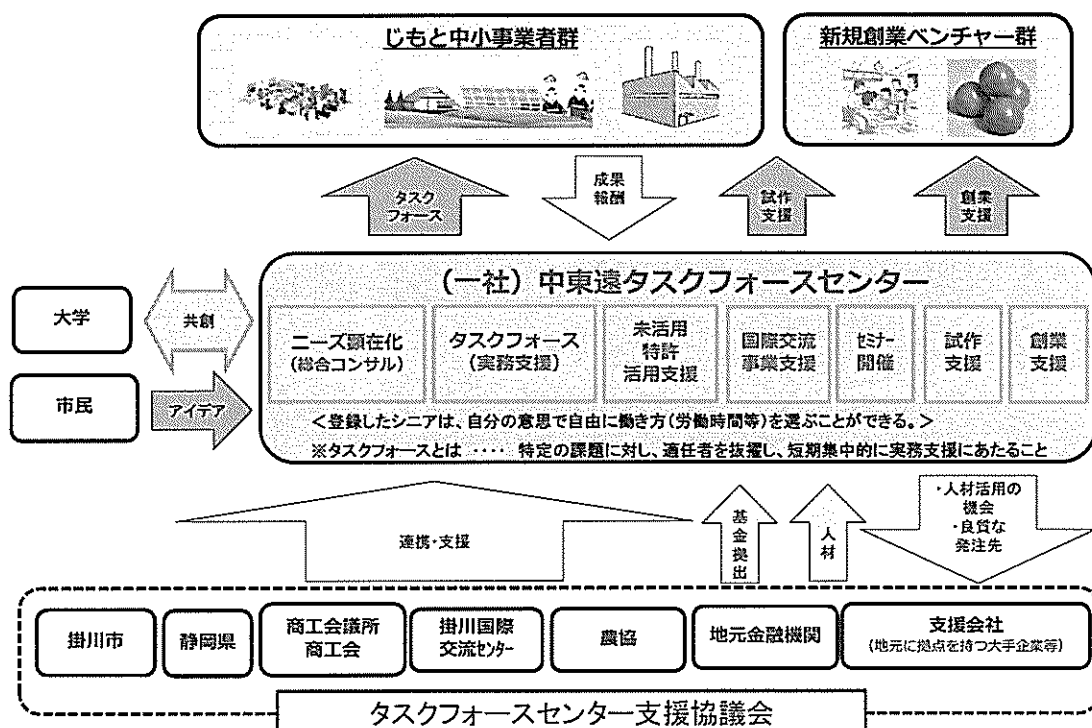 じもと中小事業者群
新規創業ベンチャー群
タスク
フォース
成果
報酬
試作
支援
創業
支援
(一社)中東遠タスクフォースセンター
大学
共創
市民
アイデア
ニーズ顕在化
(総合コンサル)
タスクフォース
(実務支援)
未活用
特許
活用支援
国際交流
事業支援
セミナー
開催
試作
支援
創業
支援
<登録したシニアは、自分の意思で自由に働き方(労働時間等)を選ぶことができる。>
※タスクフォースとは ‥‥ 特定の課題に対し、適任者を抜擢し、短期集中的に実務支援にあたること
連携・支援
基金拠出
人材
・人材活用の
機会
・良質な
発注先
掛川市
静岡県
商工会議所
商工会
掛川国際
交流センター
農協
地元金融機関
支援会社
(地元に拠点を持つ大手企業等)
タスクフォースセンター支援協議会